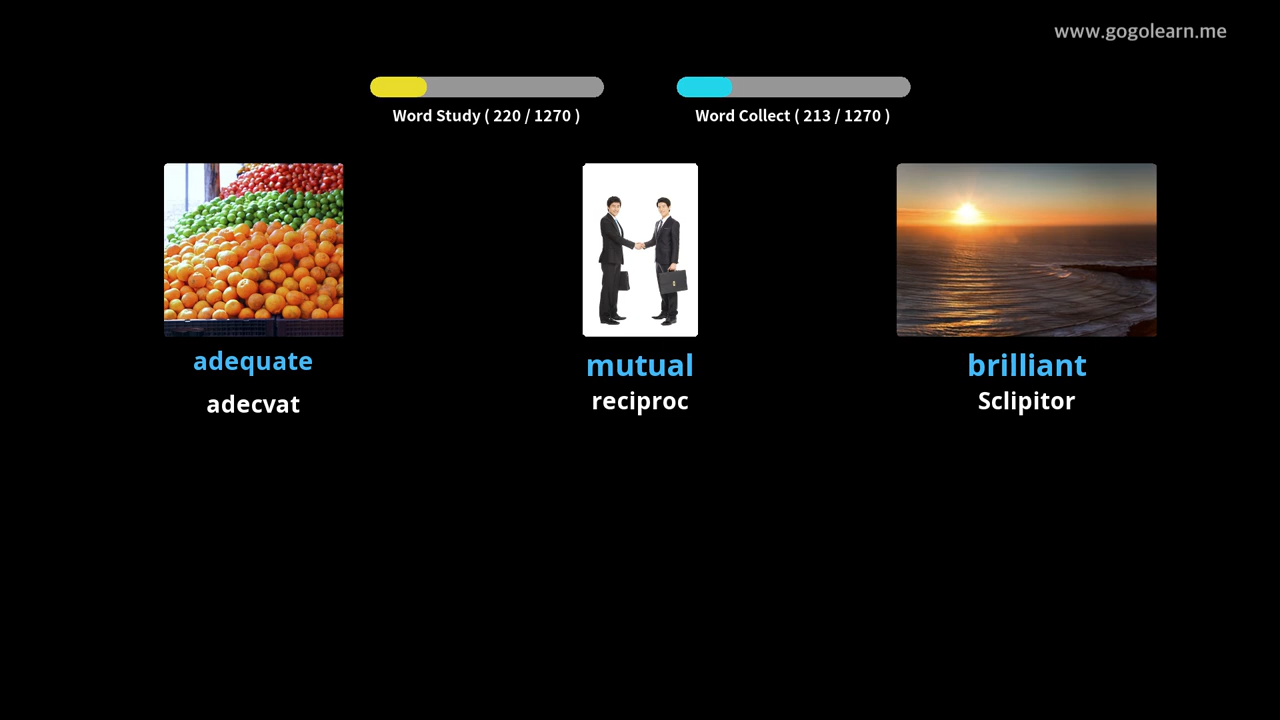 www.gogolearn.me
Word Study ( 220 / 1270 )
Word Collect ( 213 / 1270 )
adequate
adecvat
mutual
reciproc
brilliant
Sclipitor